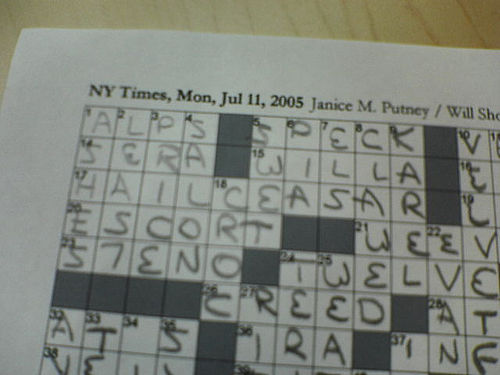 NY Times, Mon, Jul 11, 2005 Janice M. Putney / Will Sho
1 A 2 L 3 P 4 S 5 S 6 P 7 E 8 C 9 K 10 V
14 S E R A 15 W I L L A 16 E
17 H A I L 18 C E A S A R 19 L
20 E S C O R T 21 W E 22 E V
23 S T E N O 24 T 25 W E L V E
26 C 27 R E E D 28 A T
32 A 33 T 34 35 S 36 I R A 37 I N E
38